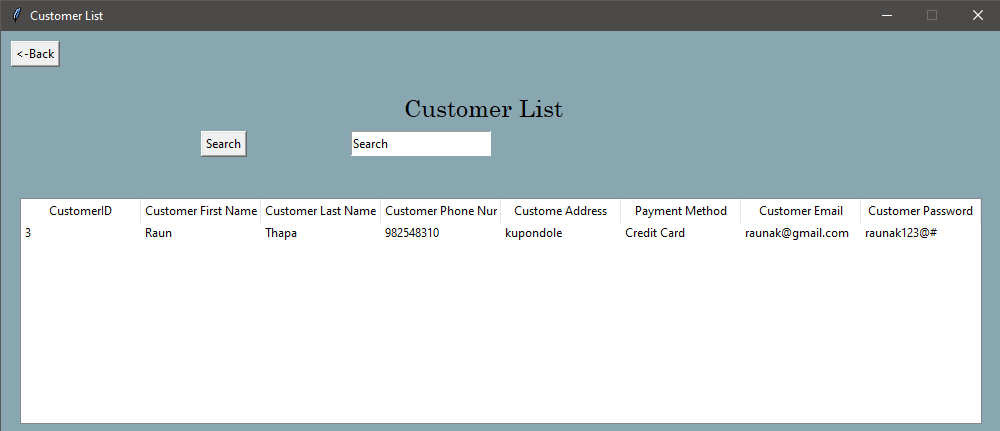 Customer List
<-Back
Customer List
Search Search
CustomerID Customer First Name Customer Last Name Customer Phone Nur Custome Address Payment Method Customer Email Customer Password
3 Raun Thapa 982548310 kupondole Credit Card raunak@gmail.com raunak123@#